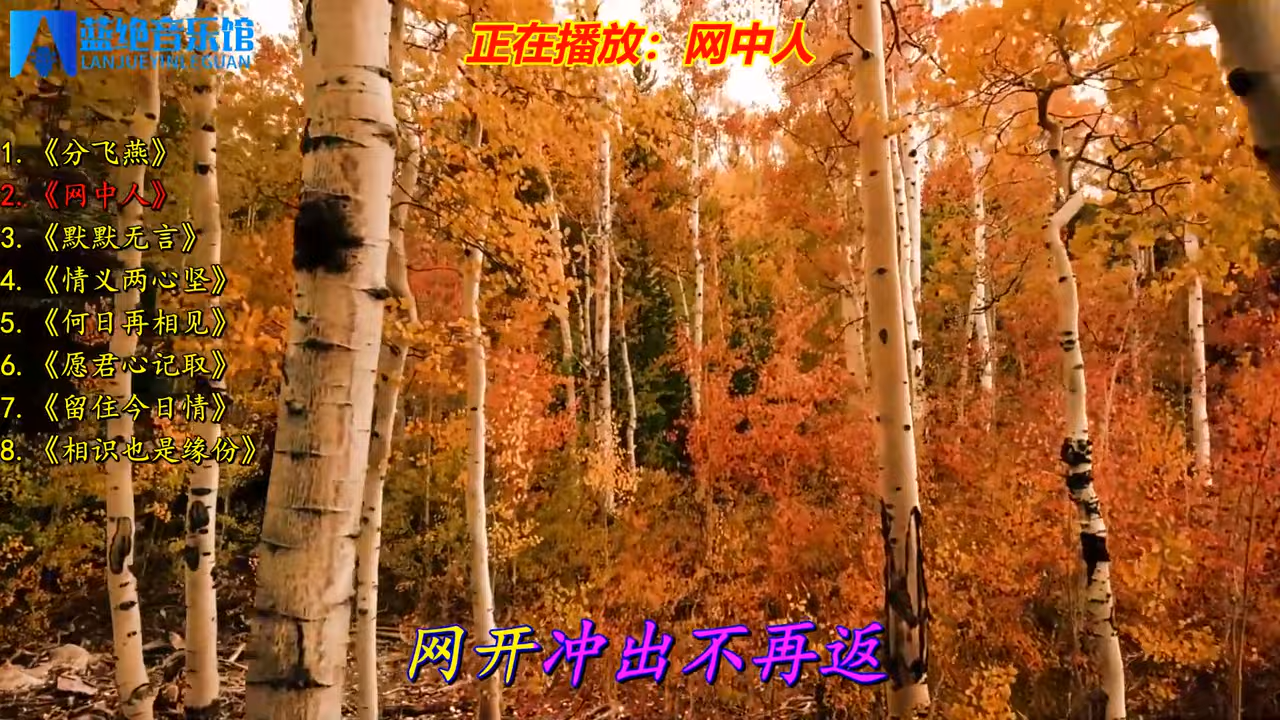 蓝绝音乐馆
LANJUEYINLEGUAN
正在播放：网中人
1.《分飞燕》
2.《网中人》
3.《默默无言》
4.《情义两心坚》
5.《何日再相见》
6.《愿君心记取》
7.《留住今日情》
8.《相识也是缘份》
网开冲出不再返